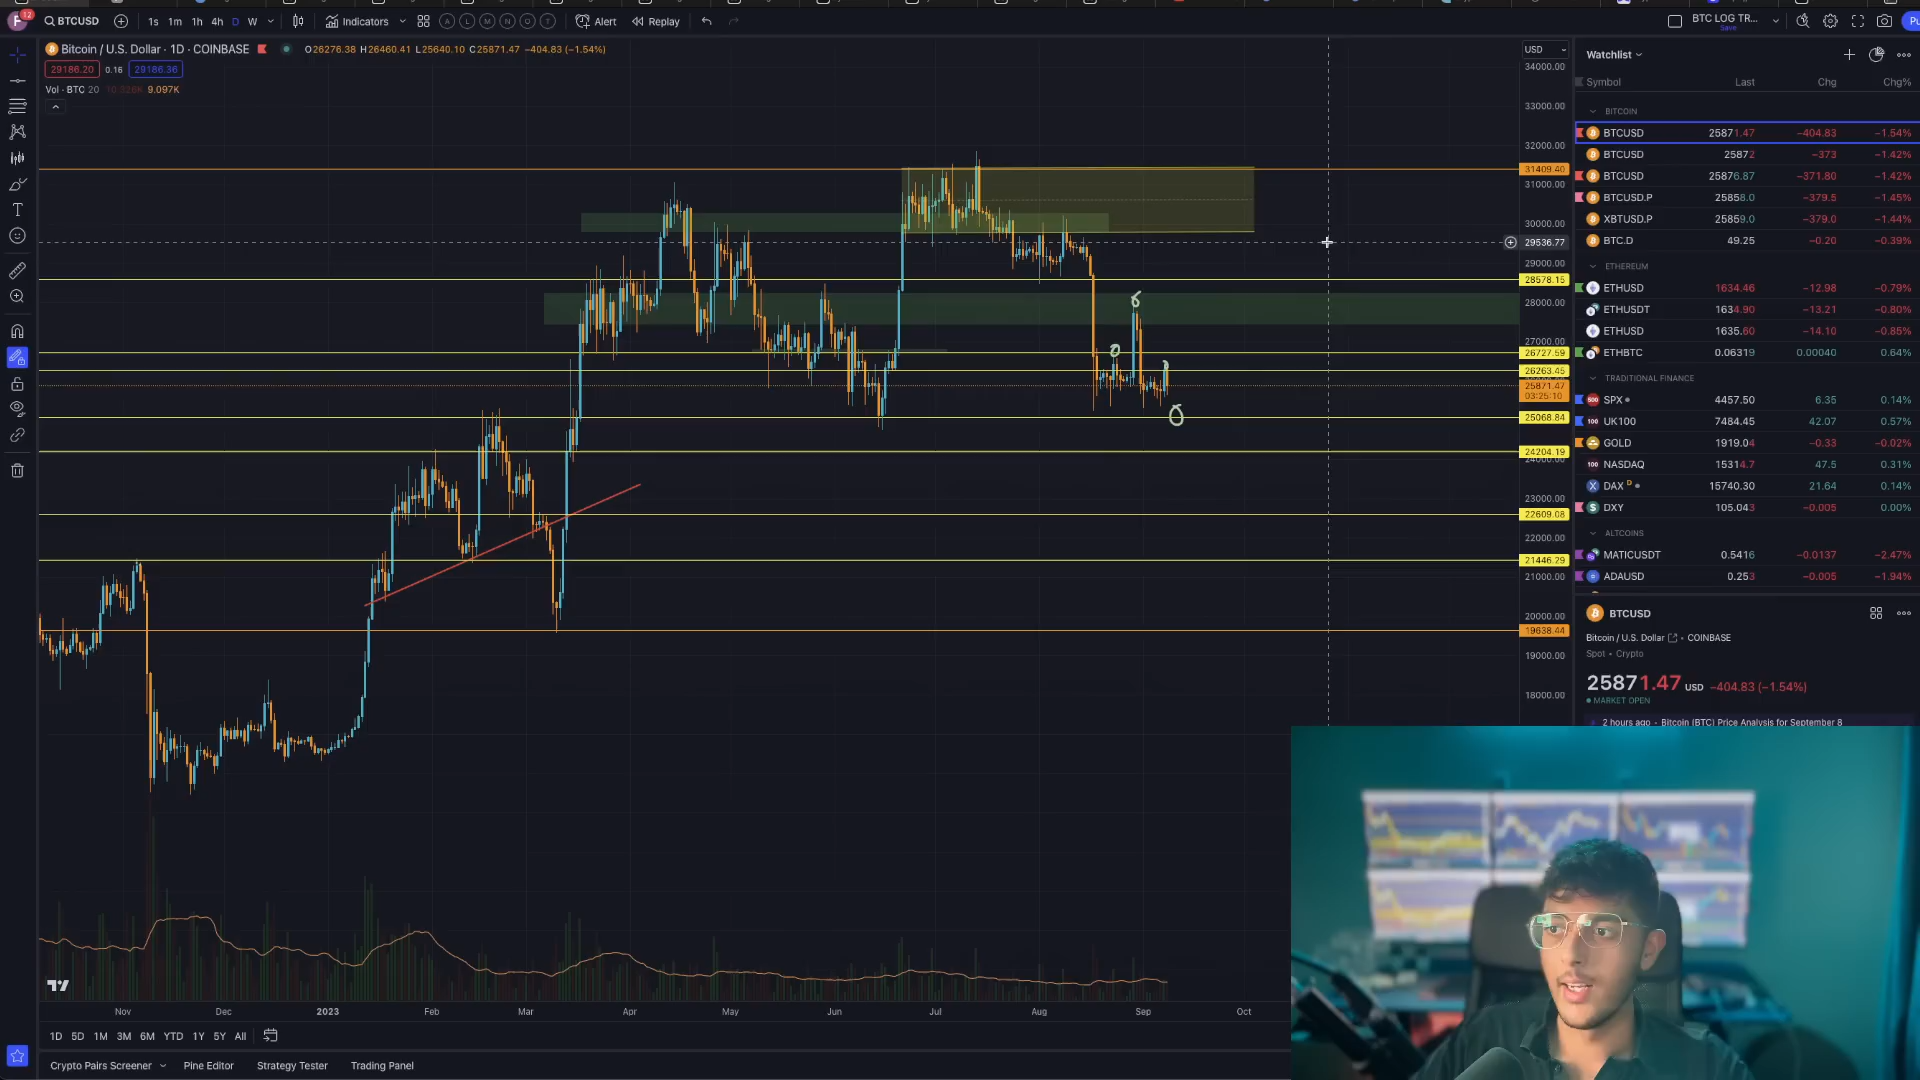 F 12 BTCUSD 1s 1m 1h 4h D W Indicators A L M N O T Alert Replay BTC LOG TR... Save Pu
Bitcoin / U.S. Dollar · 1D · COINBASE O26276.38 H26460.41 L25640.10 C25871.47 −404.83 (−1.54%)
29186.20 0.16 29186.36
Vol · BTC 20 10.326K 9.097K
USD
34000.00
33000.00
32000.00
31409.40
31000.00
30000.00
29536.77
29000.00
28578.15
28000.00
27000.00
26727.59
26263.45
25871.47
03:25:10
25068.84
24204.19
24000.00
23000.00
22609.08
22000.00
21446.29
21000.00
20000.00
19638.44
19000.00
18000.00
Nov Dec 2023 Feb Mar Apr May Jun Jul Aug Sep Oct
1D 5D 1M 3M 6M YTD 1Y 5Y All
Crypto Pairs Screener Pine Editor Strategy Tester Trading Panel
Watchlist
Symbol Last Chg Chg%
BITCOIN
BTCUSD 25871.47 −404.83 −1.54%
BTCUSD 25872 −373 −1.42%
BTCUSD 25876.87 −371.80 −1.42%
BTCUSD.P 25858.0 −379.5 −1.45%
XBTUSD.P 25859.0 −379.0 −1.44%
BTC.D 49.25 −0.20 −0.39%
ETHEREUM
ETHUSD 1634.46 −12.98 −0.79%
ETHUSDT 1634.90 −13.21 −0.80%
ETHUSD 1635.60 −14.10 −0.85%
ETHBTC 0.06319 0.00040 0.64%
TRADITIONAL FINANCE
500 SPX 4457.50 6.35 0.14%
100 UK100 7484.45 42.07 0.57%
GOLD 1919.04 −0.33 −0.02%
100 NASDAQ 15314.7 47.5 0.31%
DAX D 15740.30 21.64 0.14%
DXY 105.043 −0.005 0.00%
ALTCOINS
MATICUSDT 0.5416 −0.0137 −2.47%
ADAUSD 0.253 −0.005 −1.94%
BTCUSD
Bitcoin / U.S. Dollar • COINBASE
Spot • Crypto
25871.47 USD −404.83 (−1.54%)
MARKET OPEN
2 hours ago • Bitcoin (BTC) Price Analysis for September 8